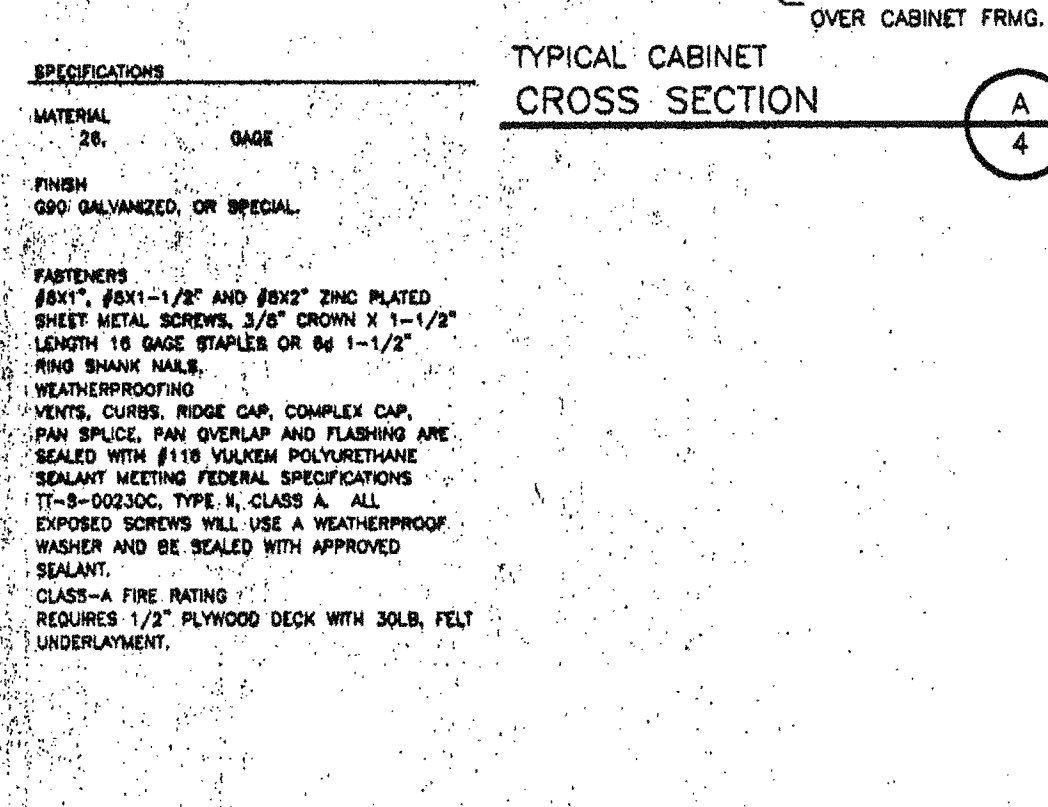 OVER CABINET FRMG.
TYPICAL CABINET
CROSS SECTION
A
4
SPECIFICATIONS
MATERIAL
26, GAGE
FINISH
G90 GALVANIZED, OR SPECIAL.
FASTENERS
#8X1", #8X1-1/2" AND #8X2" ZINC PLATED
SHEET METAL SCREWS, 3/8" CROWN X 1-1/2"
LENGTH 16 GAGE STAPLES OR 6d 1-1/2"
RING SHANK NAILS.
WEATHERPROOFING
VENTS, CURBS, RIDGE CAP, COMPLEX CAP,
PAN SPLICE, PAN OVERLAP AND FLASHING ARE
SEALED WITH #116 VULKEM POLYURETHANE
SEALANT MEETING FEDERAL SPECIFICATIONS
TT-S-00230C, TYPE II, CLASS A. ALL
EXPOSED SCREWS WILL USE A WEATHERPROOF
WASHER AND BE SEALED WITH APPROVED
SEALANT.
CLASS-A FIRE RATING
REQUIRES 1/2" PLYWOOD DECK WITH 30LB. FELT
UNDERLAYMENT.